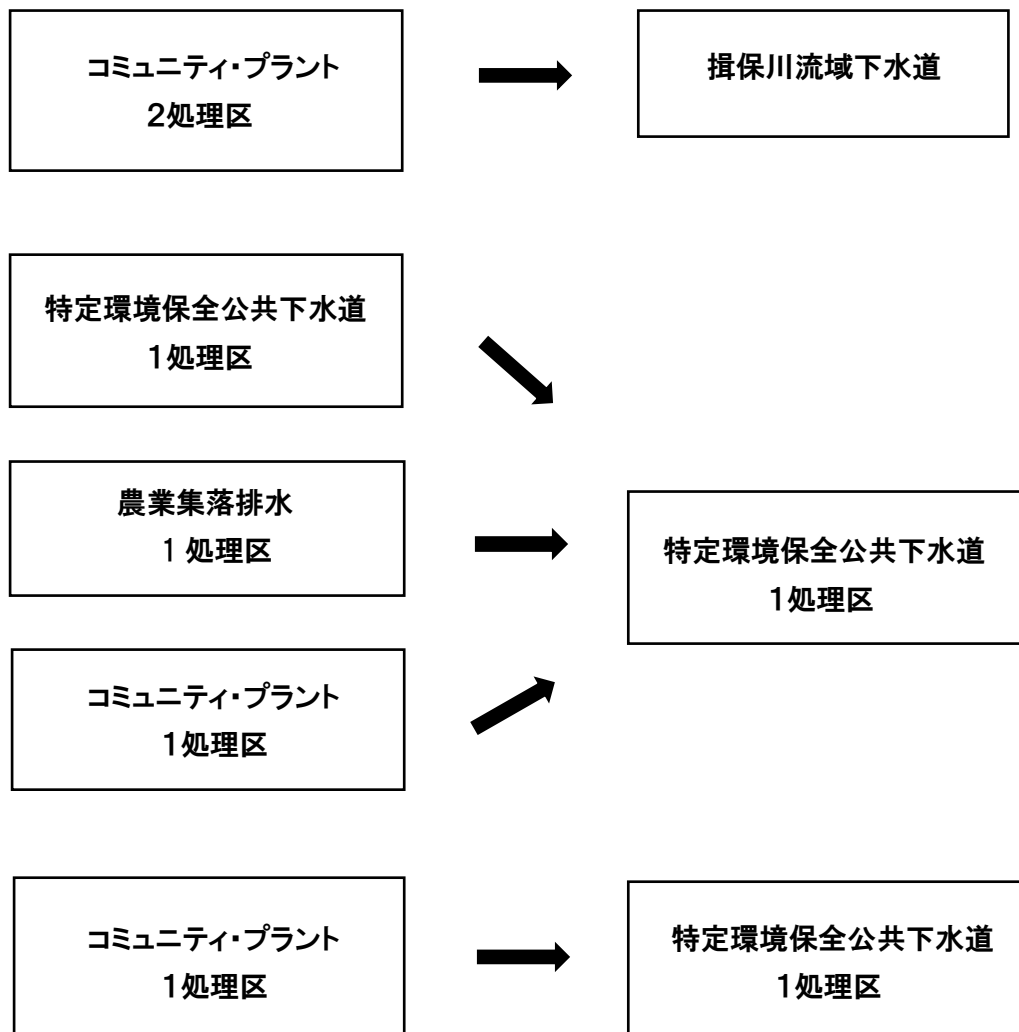 コミュニティ・プラント
2処理区
揖保川流域下水道
特定環境保全公共下水道
1処理区
農業集落排水
1 処理区
特定環境保全公共下水道
1処理区
コミュニティ・プラント
1処理区
コミュニティ・プラント
1処理区
特定環境保全公共下水道
1処理区